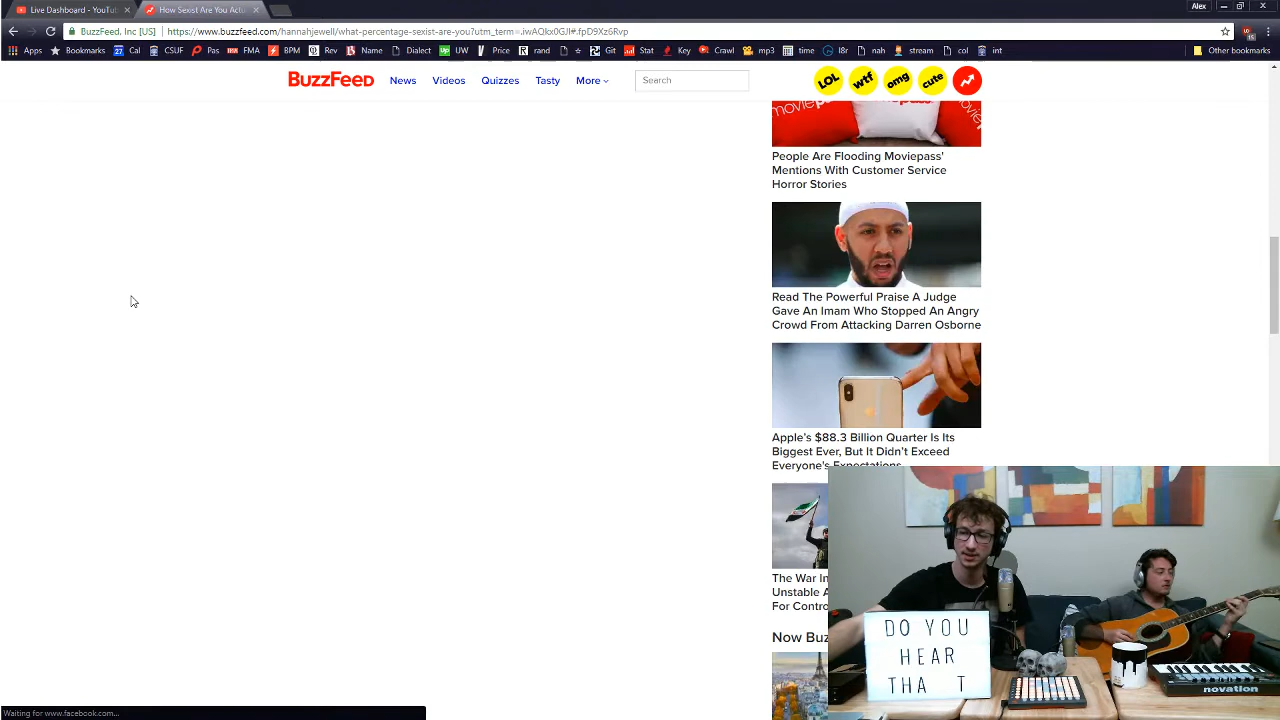 Live Dashboard - YouTub
How Sexist Are You Actu
Alex
BuzzFeed, Inc [US]
https://www.buzzfeed.com/hannahjewell/what-percentage-sexist-are-you?utm_term=.iwAQkx0GJl#.fpD9Xz6Rvp
Apps Bookmarks 27 Cal CSUF Pas FMA BPM Rev Name Dialect UW Price rand Git Stat Key Crawl mp3 time l8r nah stream col int Other bookmarks
BuzzFeed News Videos Quizzes Tasty More Search LOL wtf omg cute
People Are Flooding Moviepass'
Mentions With Customer Service
Horror Stories
Read The Powerful Praise A Judge
Gave An Imam Who Stopped An Angry
Crowd From Attacking Darren Osborne
Apple's $88.3 Billion Quarter Is Its
Biggest Ever, But It Didn't Exceed
Everyone's Expectations
The War In
Unstable A
For Contro
Now Buz
DO YOU
HEAR
THA T
novation
Waiting for www.facebook.com...